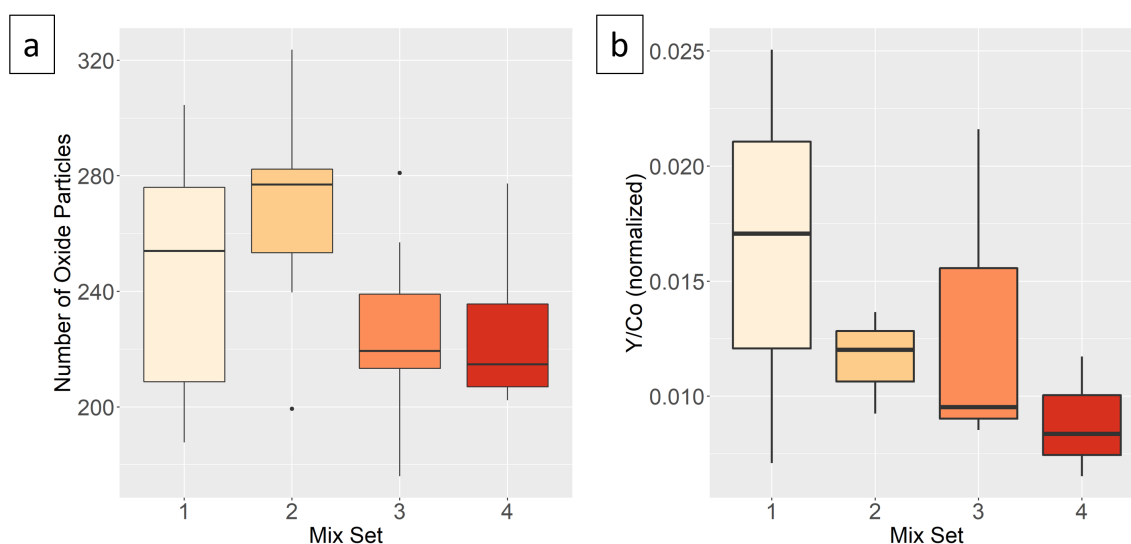 a
Number of Oxide Particles
320
280
240
200
1 2 3 4
Mix Set
b
Y/Co (normalized)
0.025
0.020
0.015
0.010
1 2 3 4
Mix Set